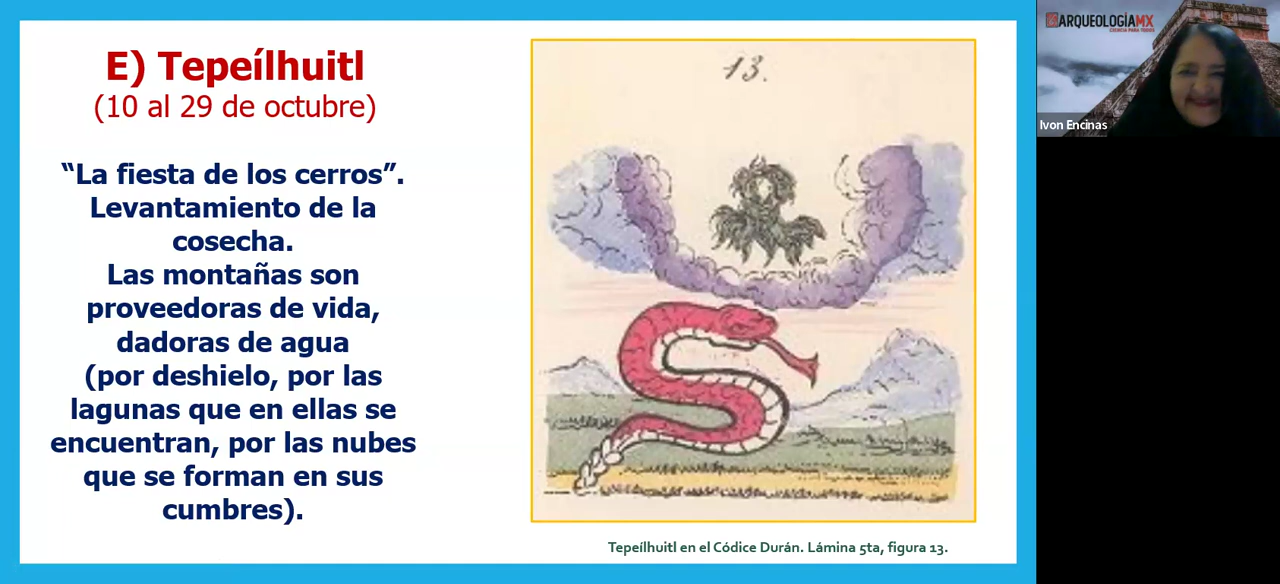 E) Tepeílhuitl
(10 al 29 de octubre)
“La fiesta de los cerros”.
Levantamiento de la
cosecha.
Las montañas son
proveedoras de vida,
dadoras de agua
(por deshielo, por las
lagunas que en ellas se
encuentran, por las nubes
que se forman en sus
cumbres).
13.
Tepeílhuitl en el Códice Durán. Lámina 5ta, figura 13.
ARQUEOLOGÍAMX
CIENCIA PARA TODOS
Ivon Encinas